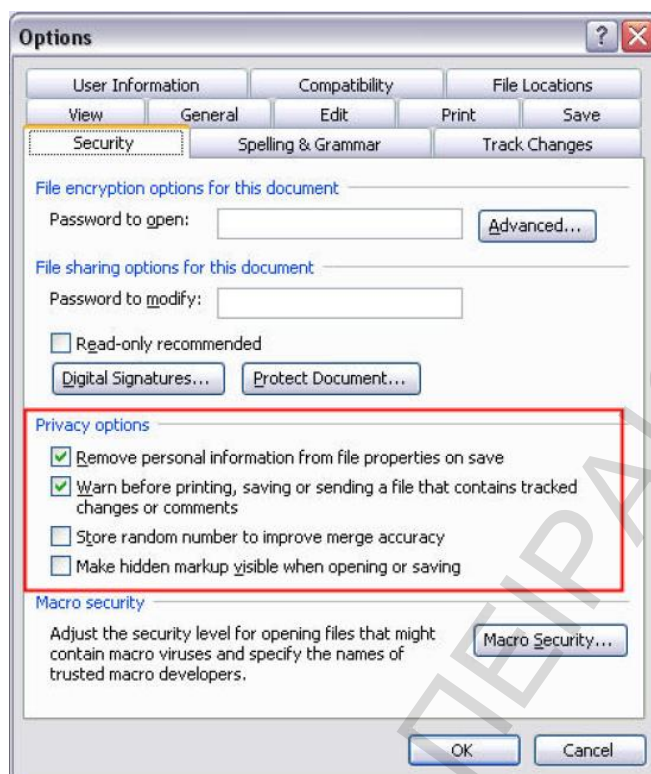 Options
User Information Compatibility File Locations
View General Edit Print Save
Security Spelling & Grammar Track Changes
File encryption options for this document
Password to open:
Advanced...
File sharing options for this document
Password to modify:
Read-only recommended
Digital Signatures... Protect Document...
Privacy options
Remove personal information from file properties on save
Warn before printing, saving or sending a file that contains tracked
changes or comments
Store random number to improve merge accuracy
Make hidden markup visible when opening or saving
Macro security
Adjust the security level for opening files that might
contain macro viruses and specify the names of
trusted macro developers.
Macro Security...
OK Cancel